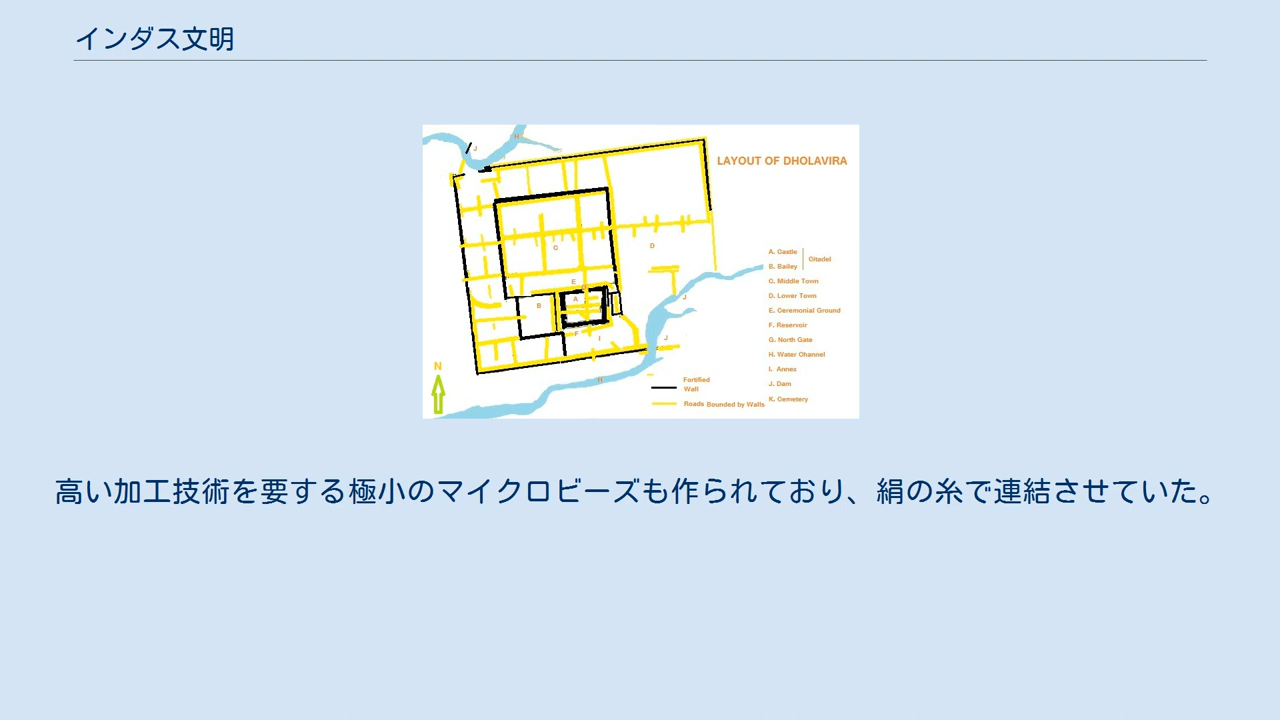 インダス文明
H
J
LAYOUT OF DHOLAVIRA
C
D
A. Castle
B. Bailey
Citadel
C. Middle Town
D. Lower Town
E. Ceremonial Ground
F. Reservoir
G. North Gate
H. Water Channel
I. Annex
J. Dam
K. Cemetery
E
A
B
F
I
J
J
H
N
Fortified
Wall
Roads Bounded by Walls
高い加工技術を要する極小のマイクロビーズも作られており、絹の糸で連結させていた。